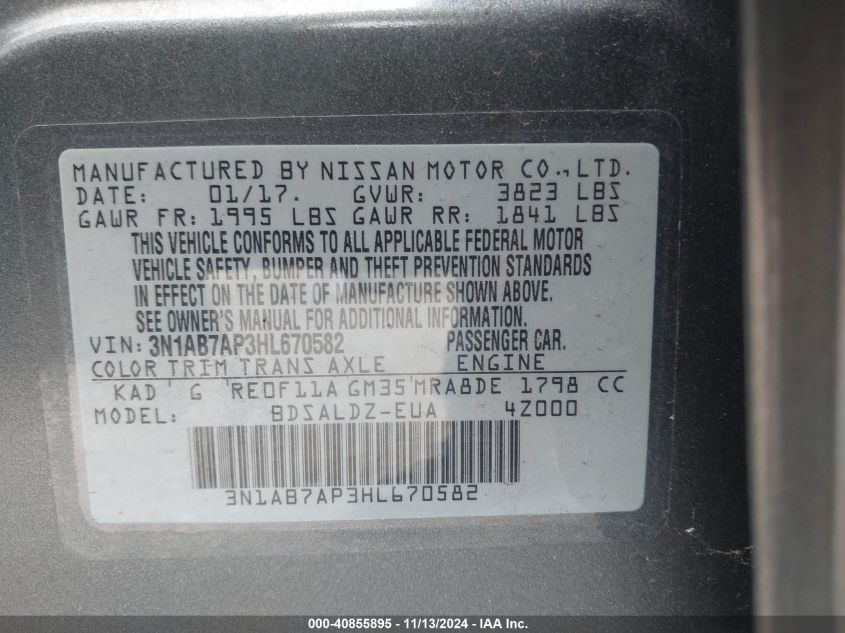 MANUFACTURED BY NISSAN MOTOR CO.,LTD.
DATE: 01/17. GVWR: 3823 LBS
GAWR FR: 1995 LBS GAWR RR: 1841 LBS
THIS VEHICLE CONFORMS TO ALL APPLICABLE FEDERAL MOTOR
VEHICLE SAFETY, BUMPER AND THEFT PREVENTION STANDARDS
IN EFFECT ON THE DATE OF MANUFACTURE SHOWN ABOVE.
SEE OWNER'S MANUAL FOR ADDITIONAL INFORMATION.
VIN: 3N1AB7AP3HL670582 PASSENGER CAR.
COLOR TRIM TRANS AXLE ENGINE
KAD G RE0F11A GM35 MRA8DE 1798 CC
MODEL: BDSALDZ-EUA 4Z000
3N1AB7AP3HL670582
000-40855895 - 11/13/2024 - IAA Inc.